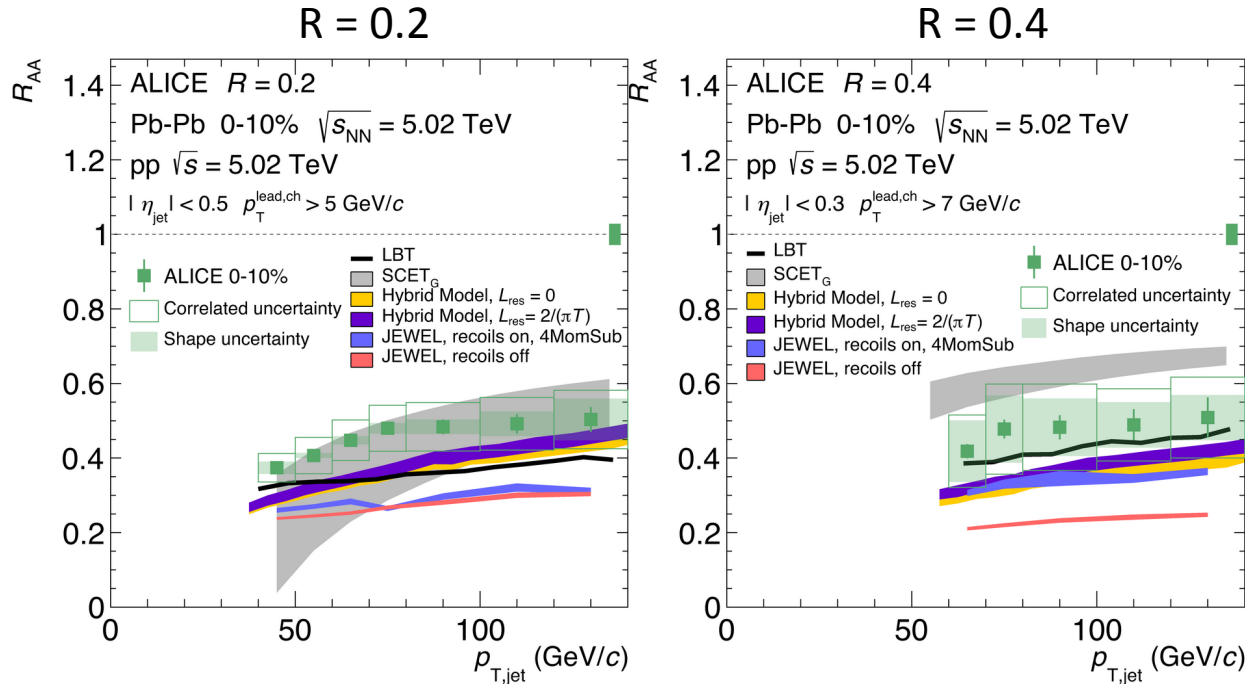 R = 0.2
R_AA
ALICE R = 0.2
Pb-Pb 0-10% √s_NN = 5.02 TeV
pp √s = 5.02 TeV
| η_jet | < 0.5 p_T^lead,ch > 5 GeV/c
ALICE 0-10%
Correlated uncertainty
Shape uncertainty
LBT
SCET_G
Hybrid Model, L_res = 0
Hybrid Model, L_res = 2/(πT)
JEWEL, recoils on, 4MomSub
JEWEL, recoils off
1.4
1.2
1
0.8
0.6
0.4
0.2
0
50
100
p_T,jet (GeV/c)
R = 0.4
R_AA
ALICE R = 0.4
Pb-Pb 0-10% √s_NN = 5.02 TeV
pp √s = 5.02 TeV
| η_jet | < 0.3 p_T^lead,ch > 7 GeV/c
LBT
SCET_G
Hybrid Model, L_res = 0
Hybrid Model, L_res = 2/(πT)
JEWEL, recoils on, 4MomSub
JEWEL, recoils off
ALICE 0-10%
Correlated uncertainty
Shape uncertainty
1.4
1.2
1
0.8
0.6
0.4
0.2
0
50
100
p_T,jet (GeV/c)